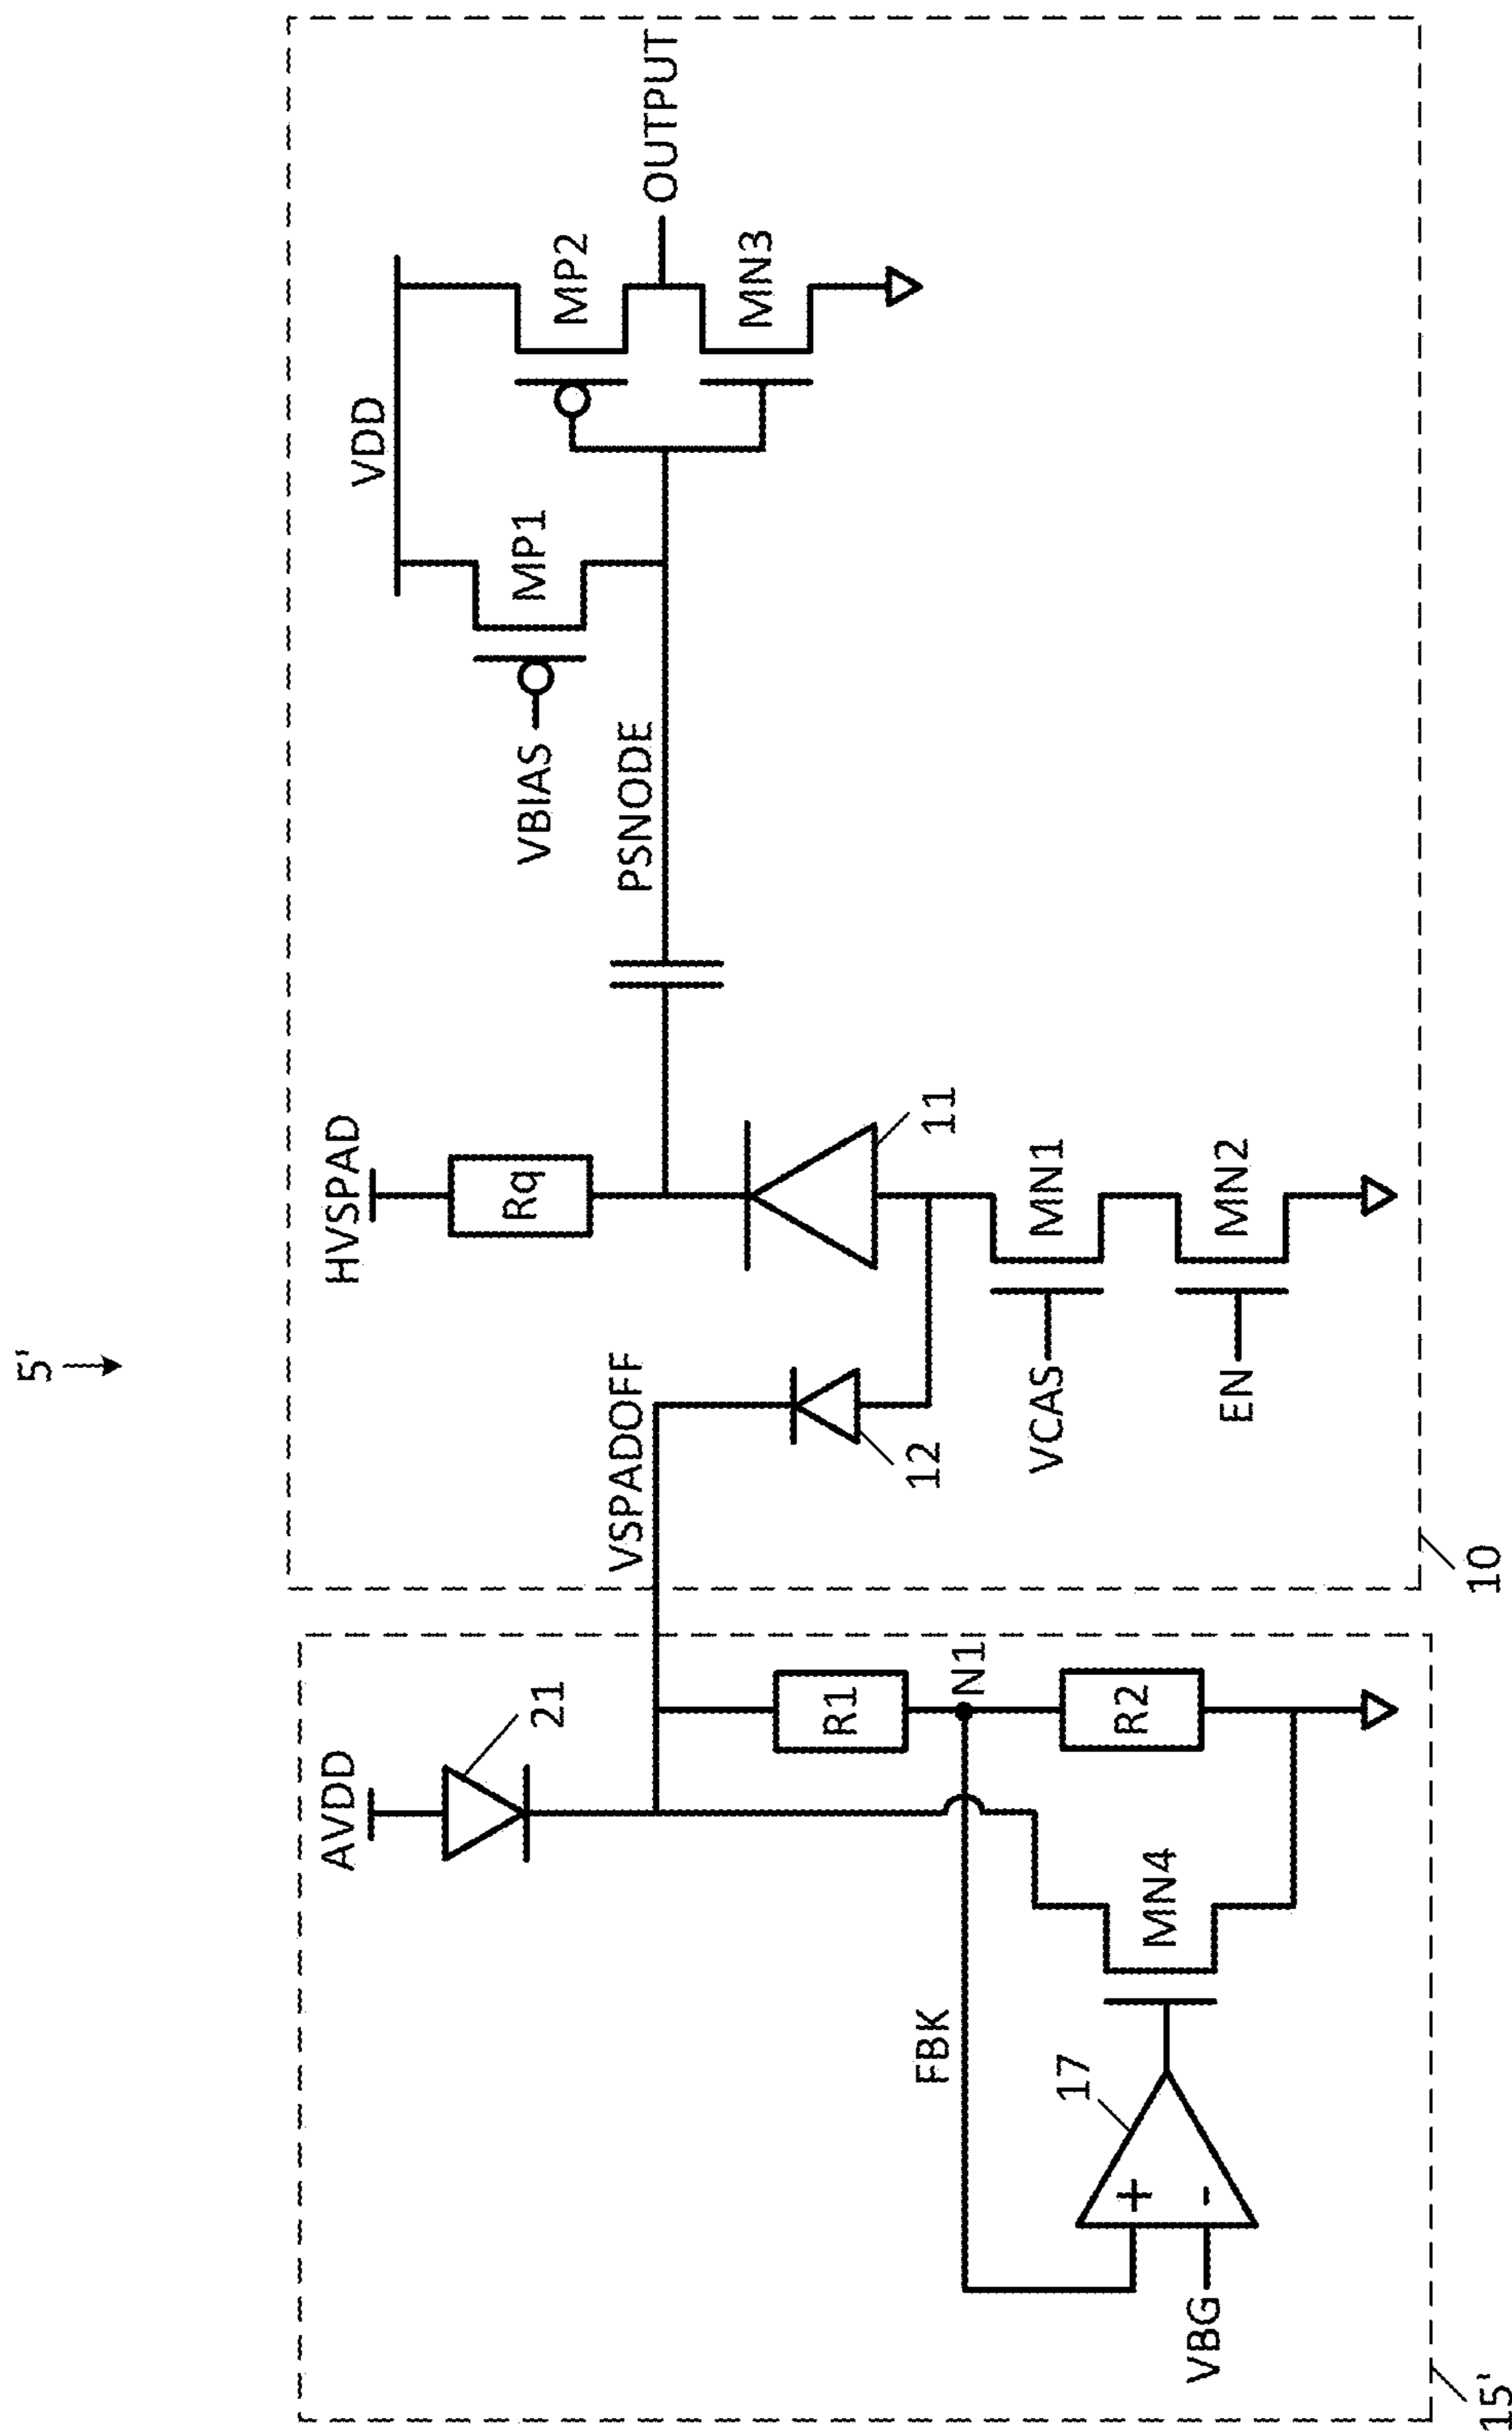 5'
AVDD
21
VSPADOFF
R1
N1
R2
FBK
MN4
17
+
-
VBG
15'
HVSPAD
Rq
11
12
VCAS
MN1
EN
MN2
PSNODE
VBIAS
MP1
VDD
MP2
MN3
OUTPUT
10